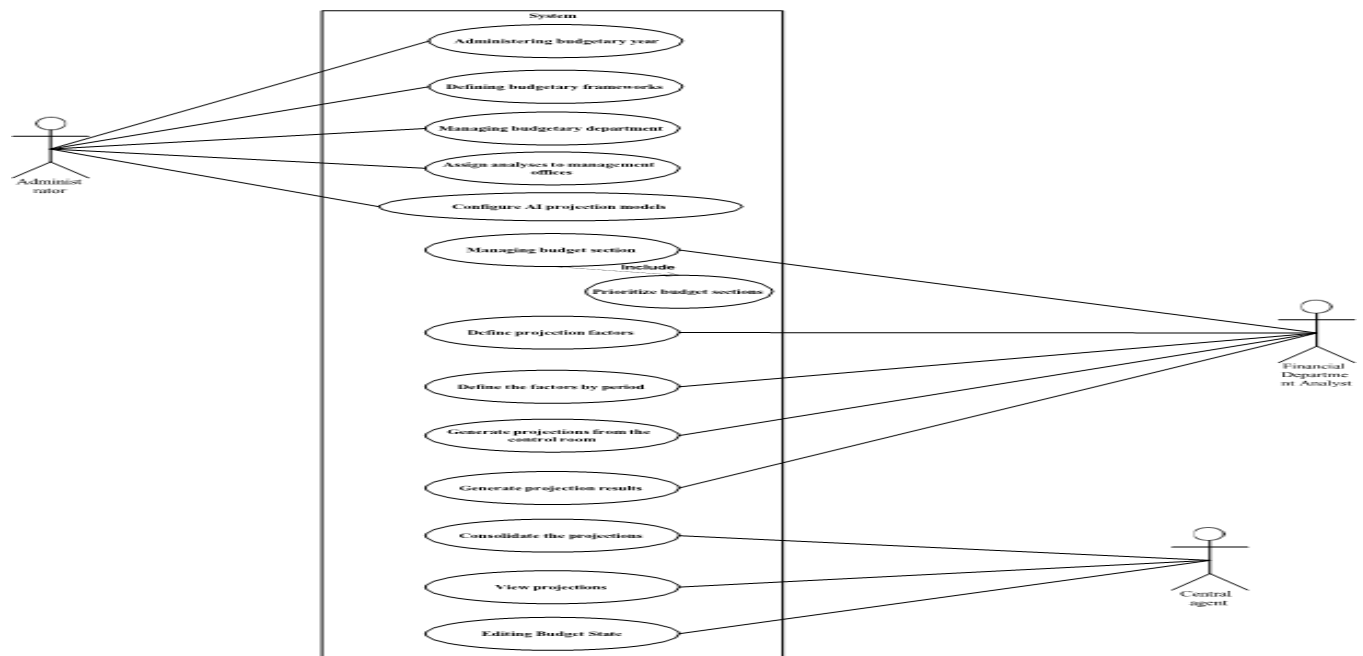 System
Administering budgetary year
Defining budgetary frameworks
Managing budgetary department
Assign analyses to management
offices
Administ
rator
Configure AI projection models
Managing budget section
Include
Prioritize budget sections
Define projection factors
Financial
Departme
nt Analyst
Define the factors by period
Generate projections from the
control room
Generate projection results
Consolidate the projections
View projections
Central
agent
Editing Budget State